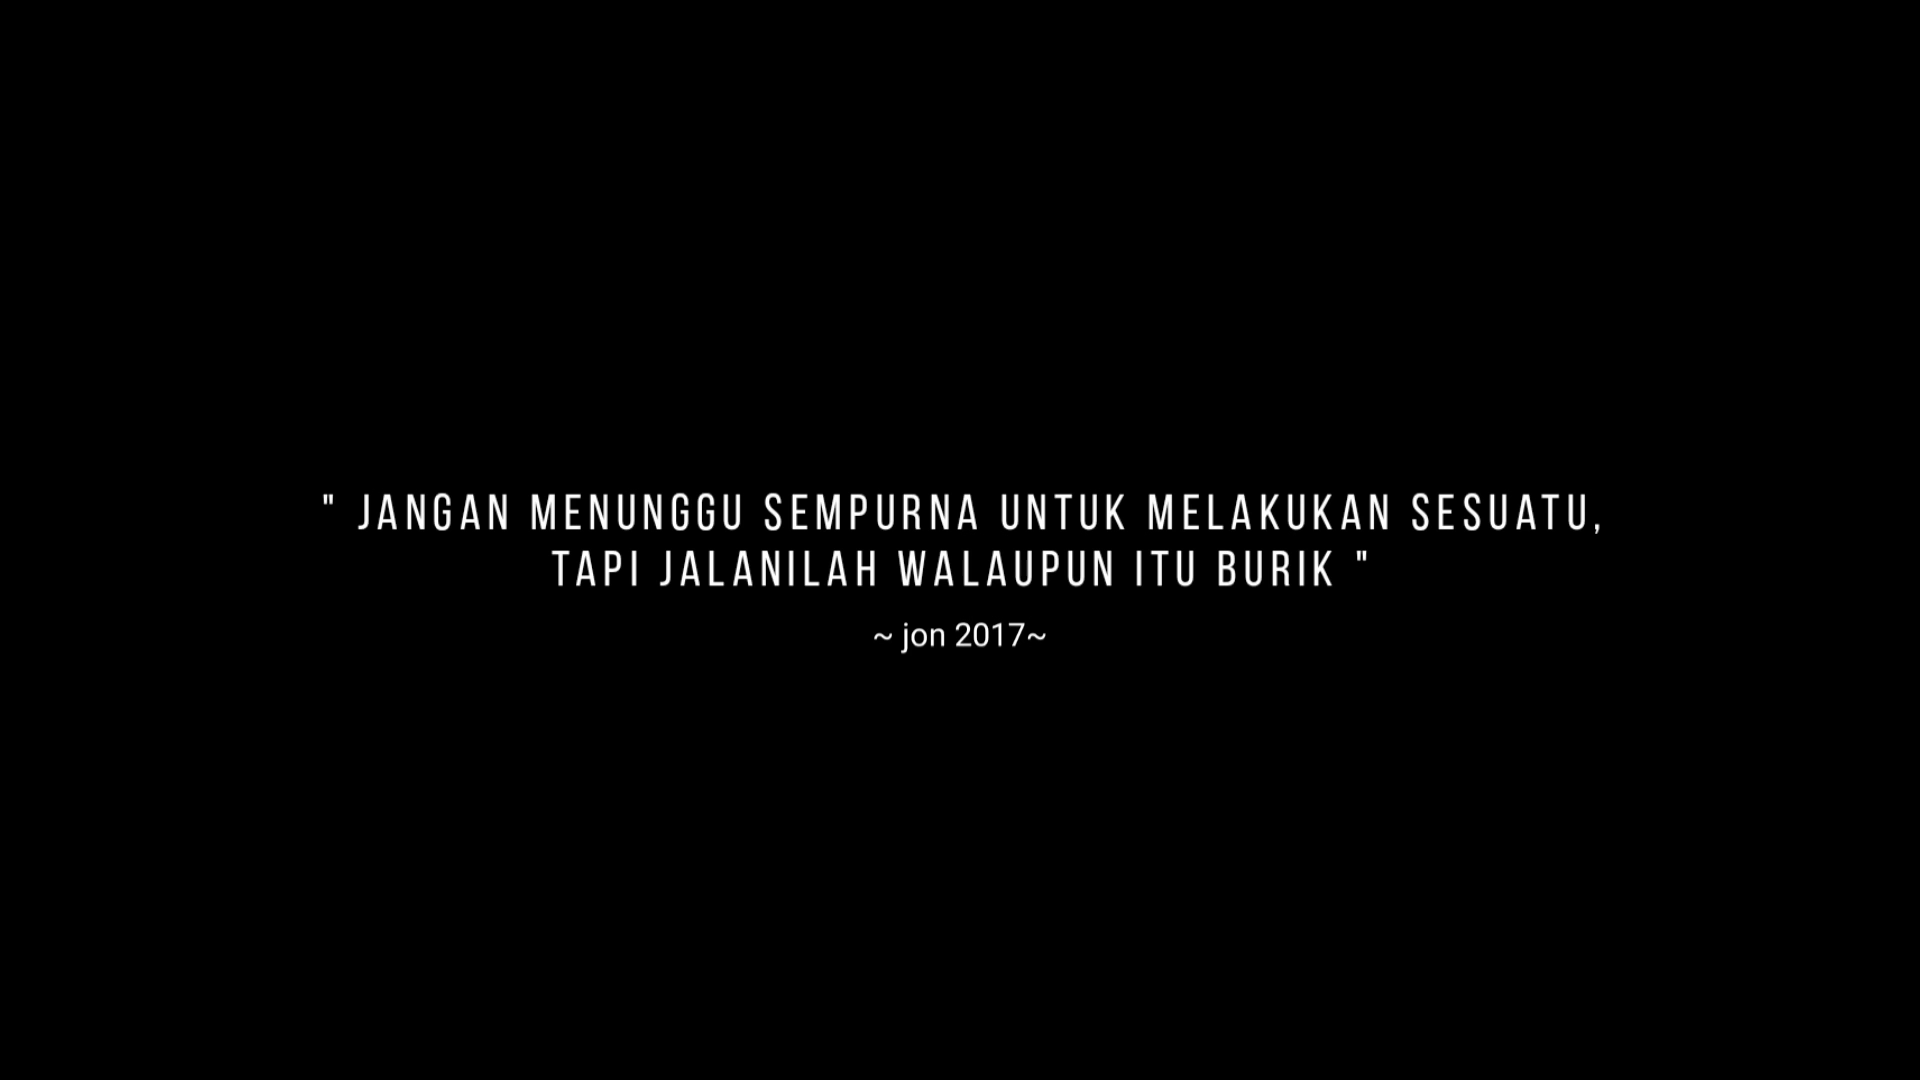 " JANGAN MENUNGGU SEMPURNA UNTUK MELAKUKAN SESUATU,
TAPI JALANILAH WALAUPUN ITU BURIK "
~ jon 2017~